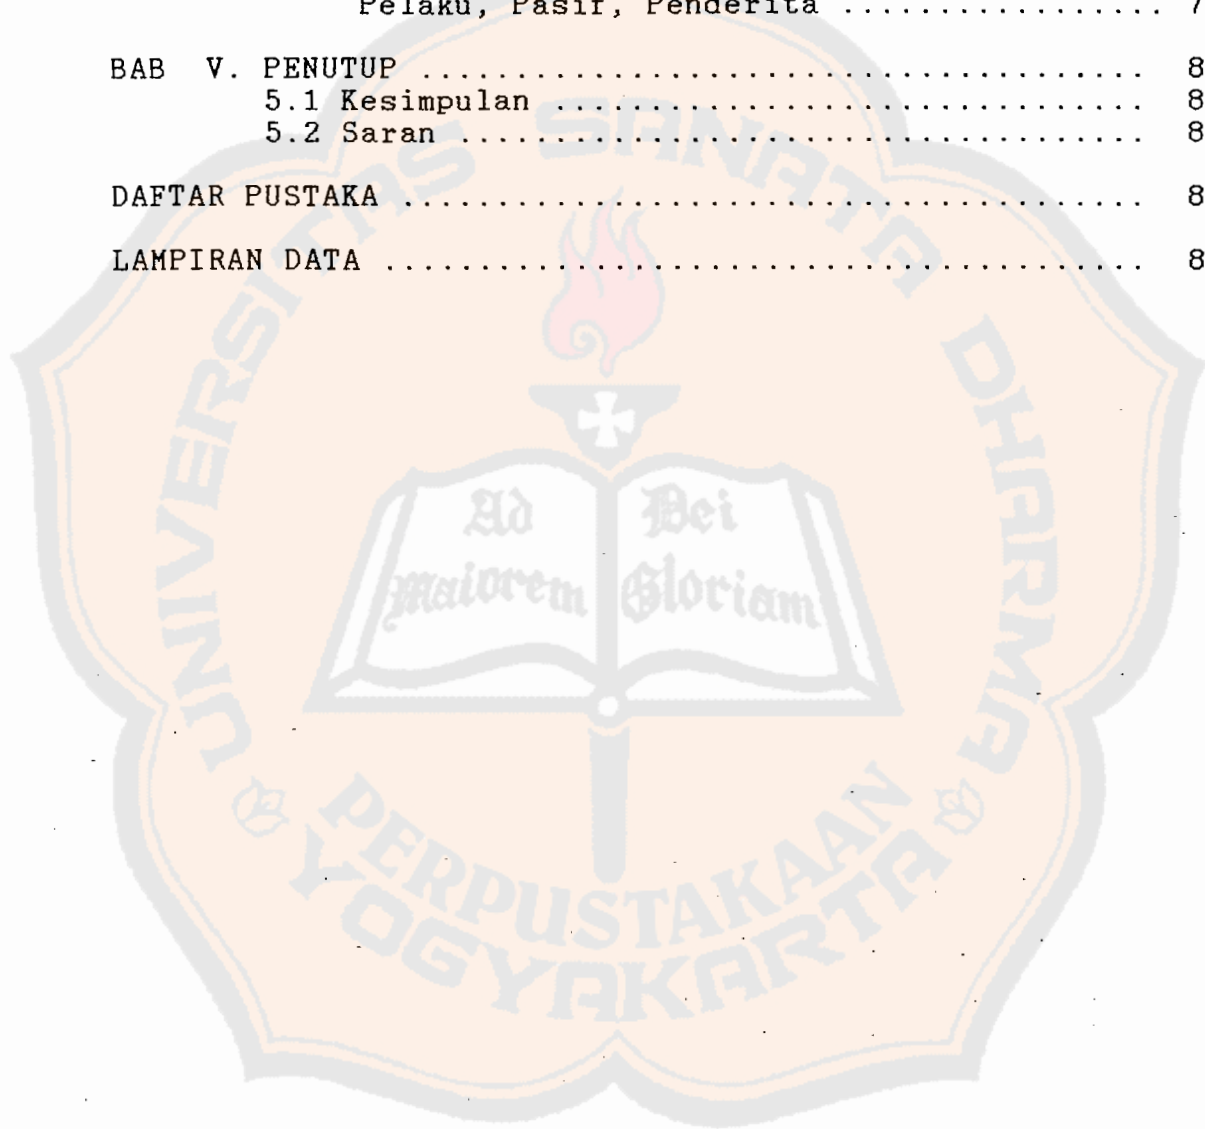 Pelaku, Pasif, Penderita ................. 7
BAB V. PENUTUP ...................................... 8
5.1 Kesimpulan ............................... 8
5.2 Saran .................................... 8
DAFTAR PUSTAKA ....................................... 8
LAMPIRAN DATA ........................................ 8
UNIVERSITAS SANATA DHARMA
Ad Dei
Maiorem Gloriam
PERPUSTAKAAN
YOGYAKARTA